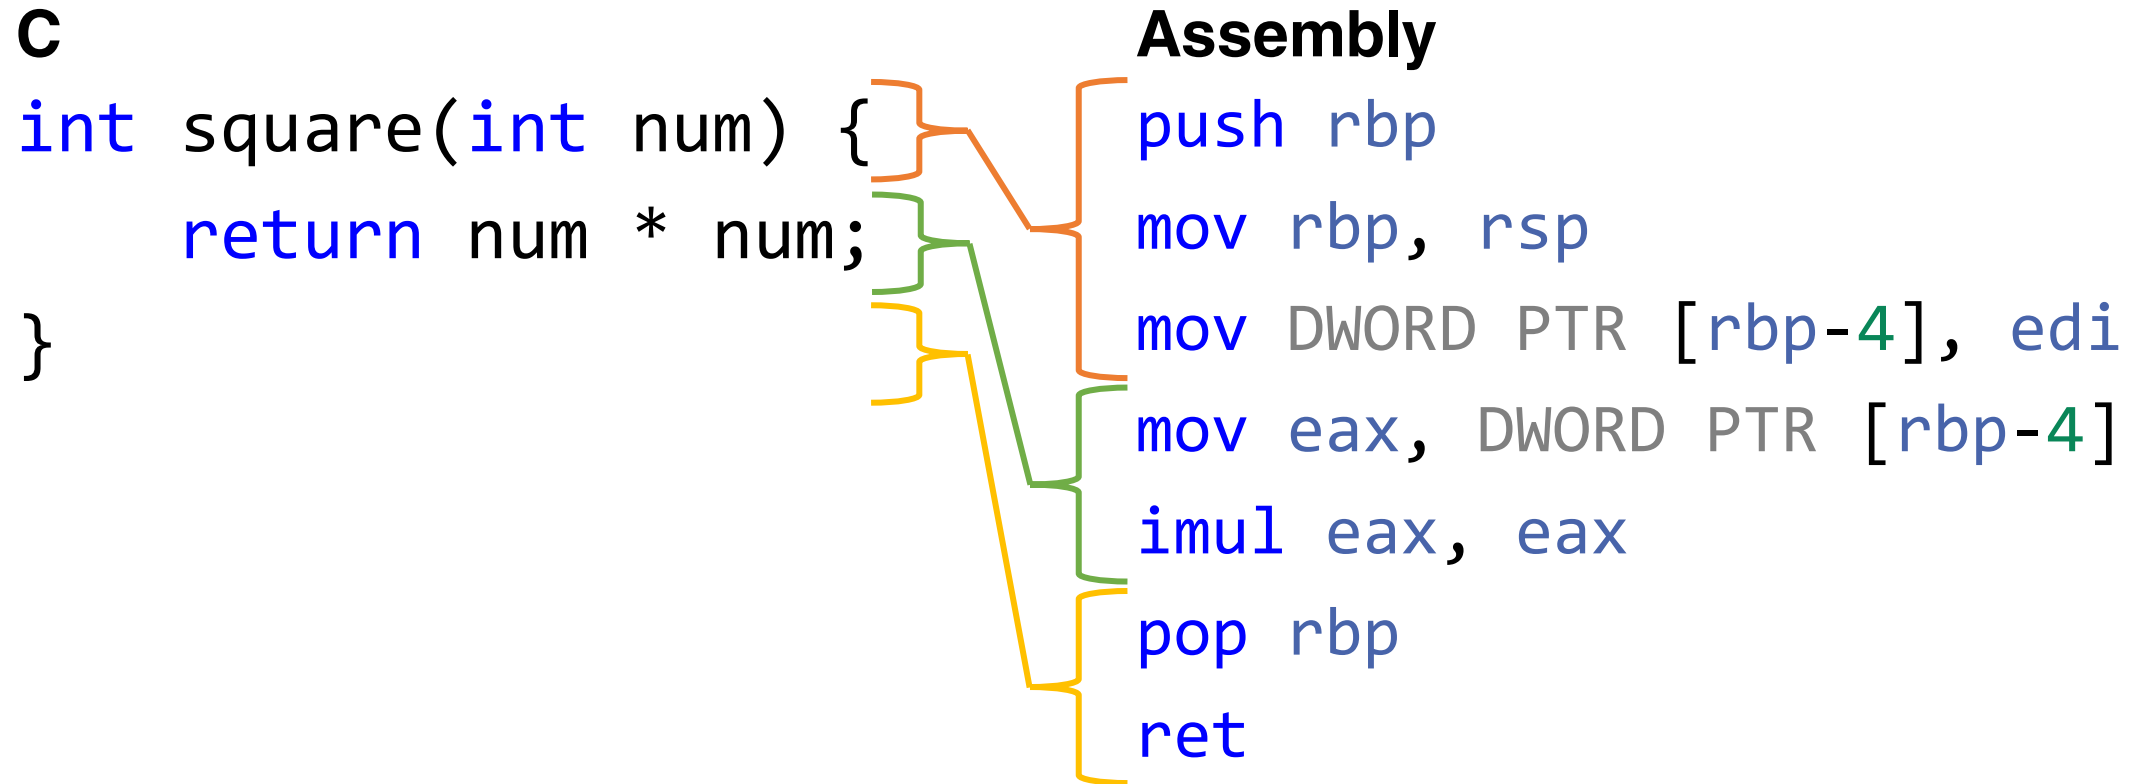 C
int square(int num) {
return num * num;
}
Assembly
push rbp
mov rbp, rsp
mov DWORD PTR [rbp-4], edi
mov eax, DWORD PTR [rbp-4]
imul eax, eax
pop rbp
ret